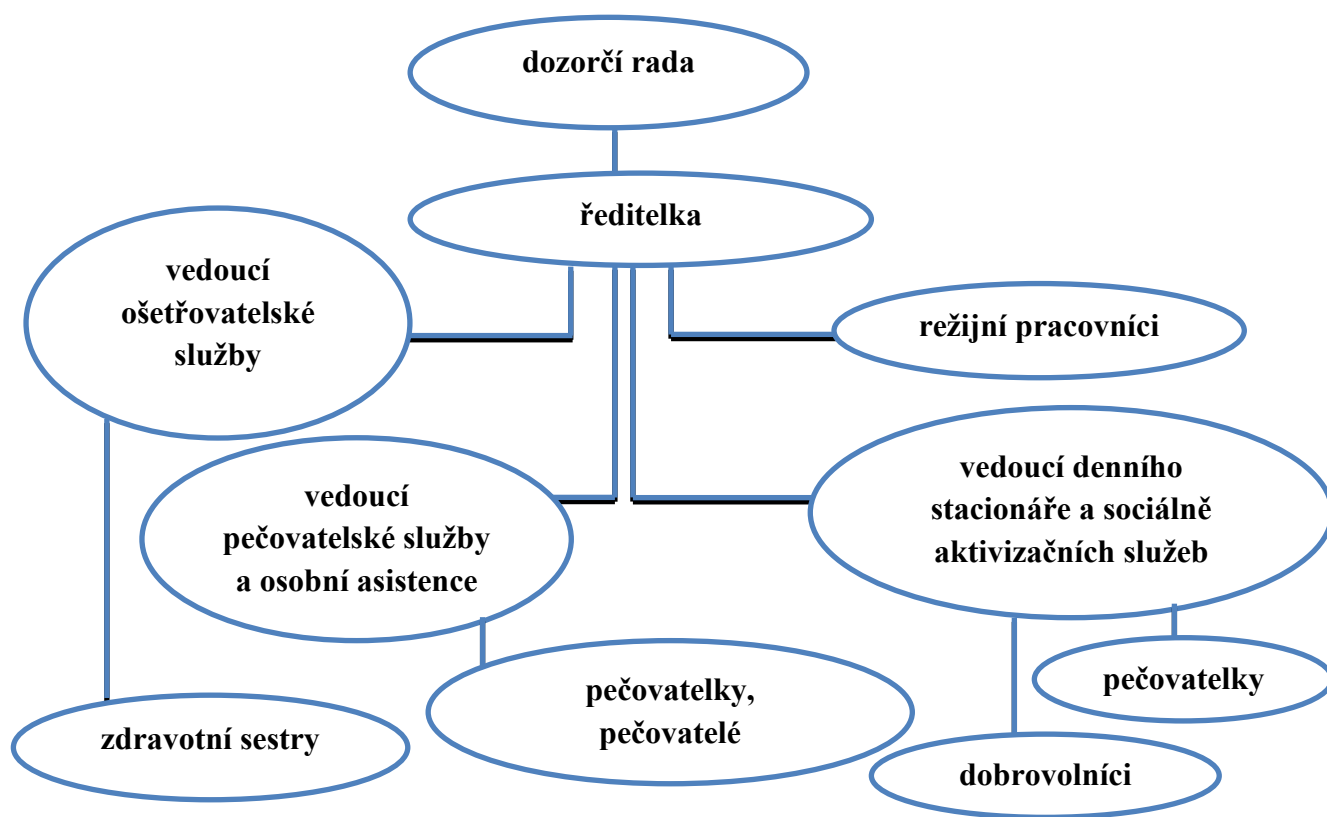 dozorčí rada
ředitelka
vedoucí
ošetřovatelské
služby
režijní pracovníci
vedoucí
pečovatelské služby
a osobní asistence
vedoucí denního
stacionáře a sociálně
aktivizačních služeb
zdravotní sestry
pečovatelky,
pečovatelé
pečovatelky
dobrovolníci